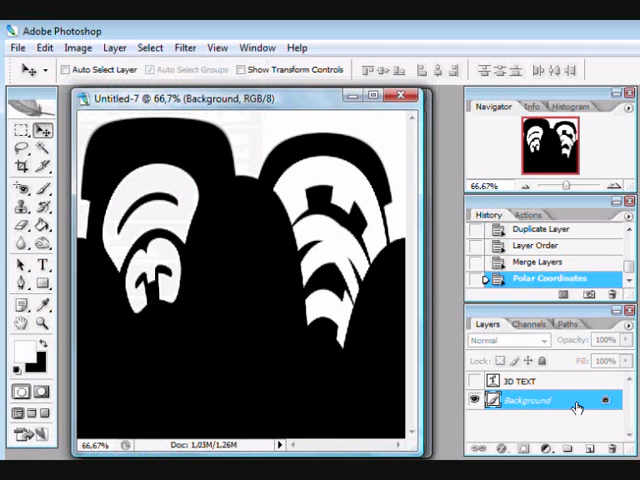 Adobe Photoshop
File Edit Image Layer Select Filter View Window Help
Auto Select Layer Auto Select Groups Show Transform Controls
Untitled-7 @ 66,7% (Background, RGB/8)
Navigator Info Histogram
66.67%
History Actions
Duplicate Layer
Layer Order
Merge Layers
Polar Coordinates
Layers Channels Paths
Normal Opacity: 100%
Lock: Fill: 100%
T 3D TEXT
Background
66,67% Doc: 1,03M/1,26M